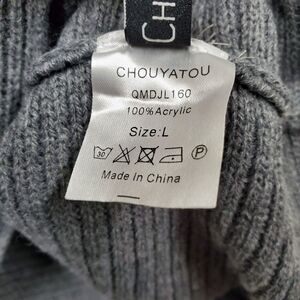 CH
CHOUYATOU
QMDJL160
100% Acrylic
Size:L
30 P
Made In China